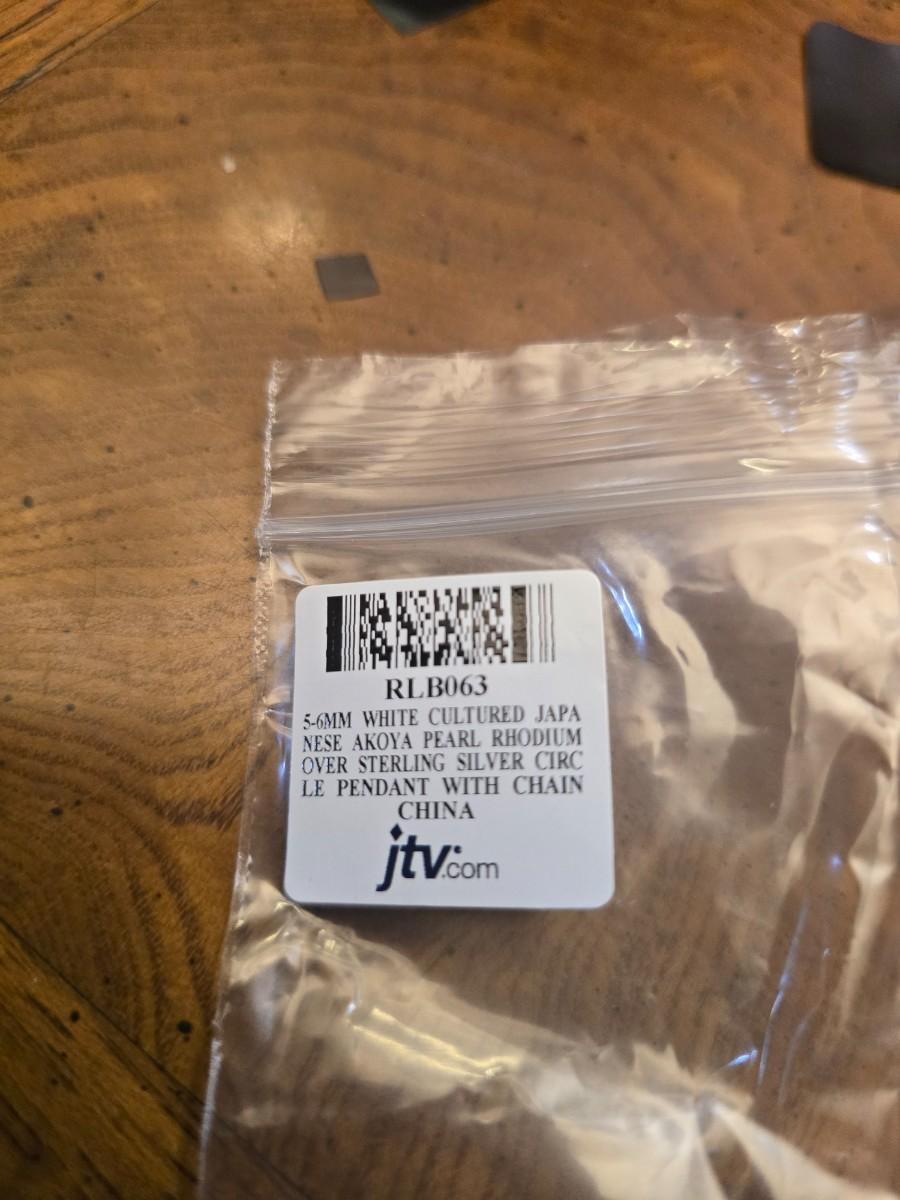 RLB063
5-6MM WHITE CULTURED JAPA
NESE AKOYA PEARL RHODIUM
OVER STERLING SILVER CIRC
LE PENDANT WITH CHAIN
CHINA
jtv.com